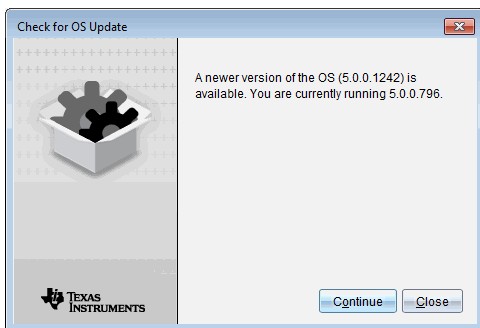 Check for OS Update
A newer version of the OS (5.0.0.1242) is
available. You are currently running 5.0.0.796.
TEXAS
INSTRUMENTS
Continue Close